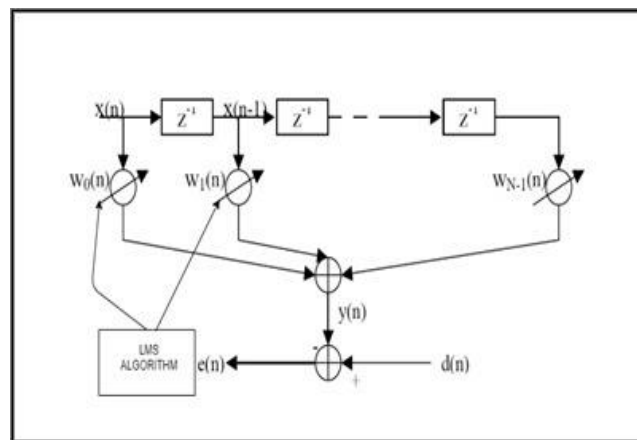 x(n)
x(n-1)
z⁻¹
z⁻¹
z⁻¹
w₀(n)
w₁(n)
w_{N-1}(n)
y(n)
LMS
ALGORITHM
e(n)
-
+
d(n)